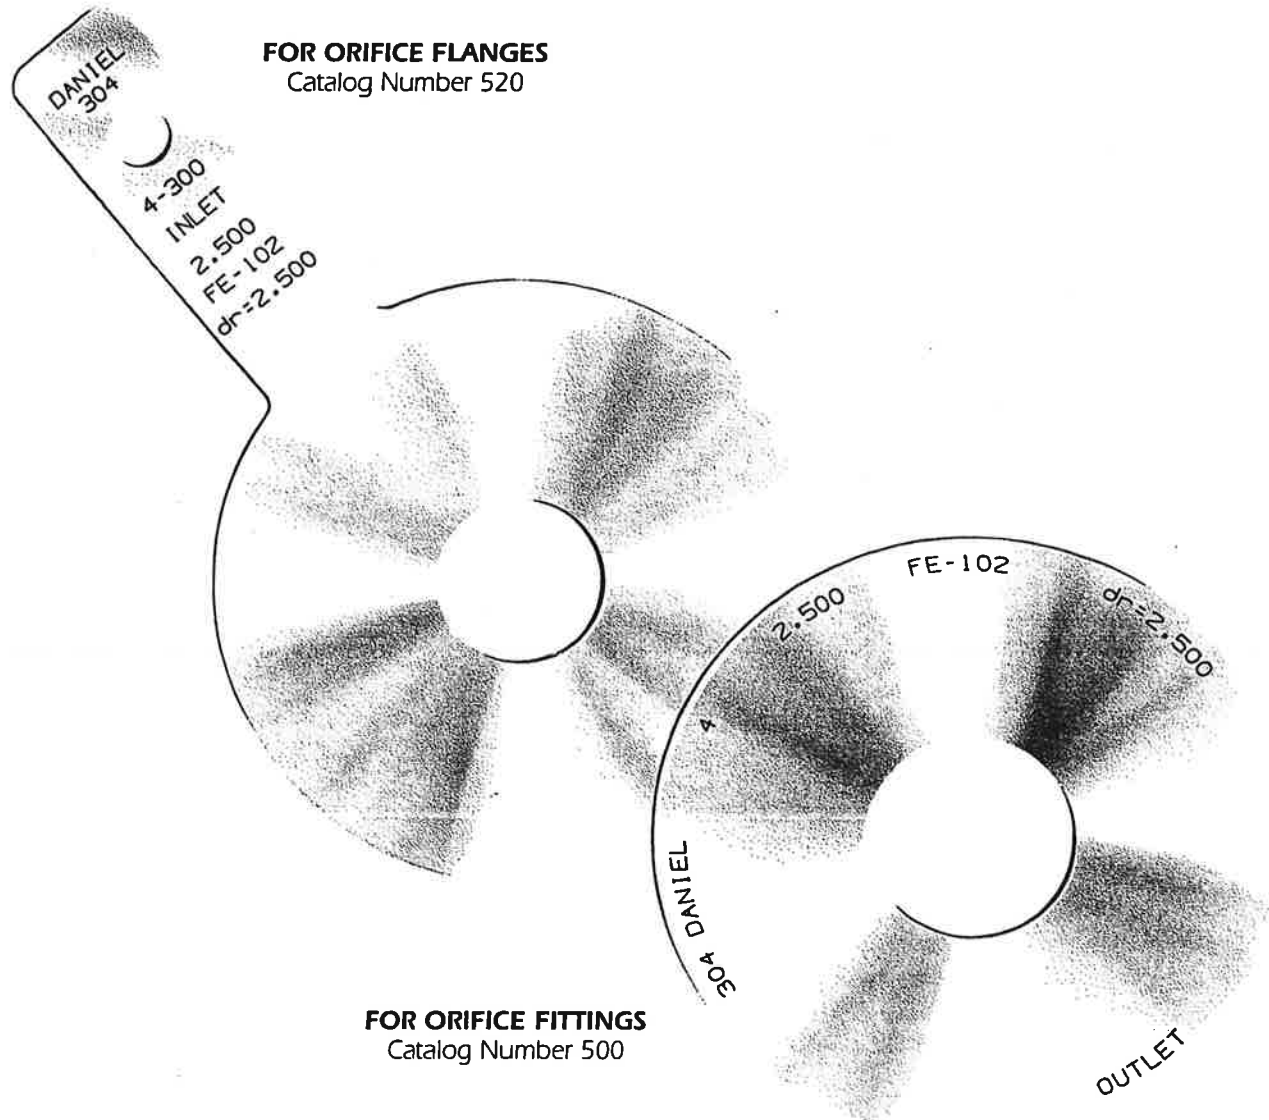 FOR ORIFICE FLANGES
Catalog Number 520
DANIEL
304
4-300
INLET
2.500
FE-102
dr=2.500
304 DANIEL
4
2.500
FE-102
dr=2.500
OUTLET
FOR ORIFICE FITTINGS
Catalog Number 500